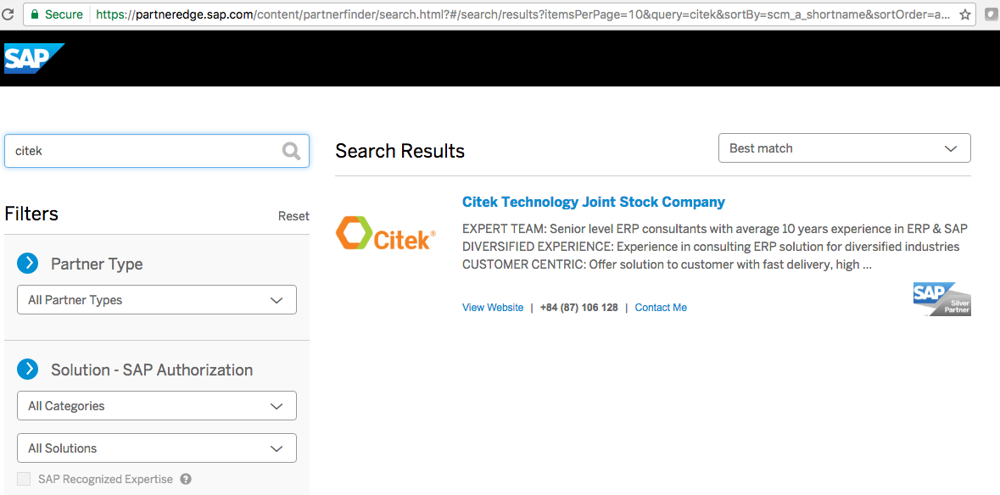 Secure
https://partneredge.sap.com/content/partnerfinder/search.html?#/search/results?itemsPerPage=10&query=citek&sortBy=scm_a_shortname&sortOrder=a...
SAP
citek
Search Results
Best match
Filters
Reset
Partner Type
All Partner Types
Solution - SAP Authorization
All Categories
All Solutions
SAP Recognized Expertise ?
Citek®
Citek Technology Joint Stock Company
EXPERT TEAM: Senior level ERP consultants with average 10 years experience in ERP & SAP
DIVERSIFIED EXPERIENCE: Experience in consulting ERP solution for diversified industries
CUSTOMER CENTRIC: Offer solution to customer with fast delivery, high ...
View Website | +84 (87) 106 128 | Contact Me
SAP
Silver
Partner